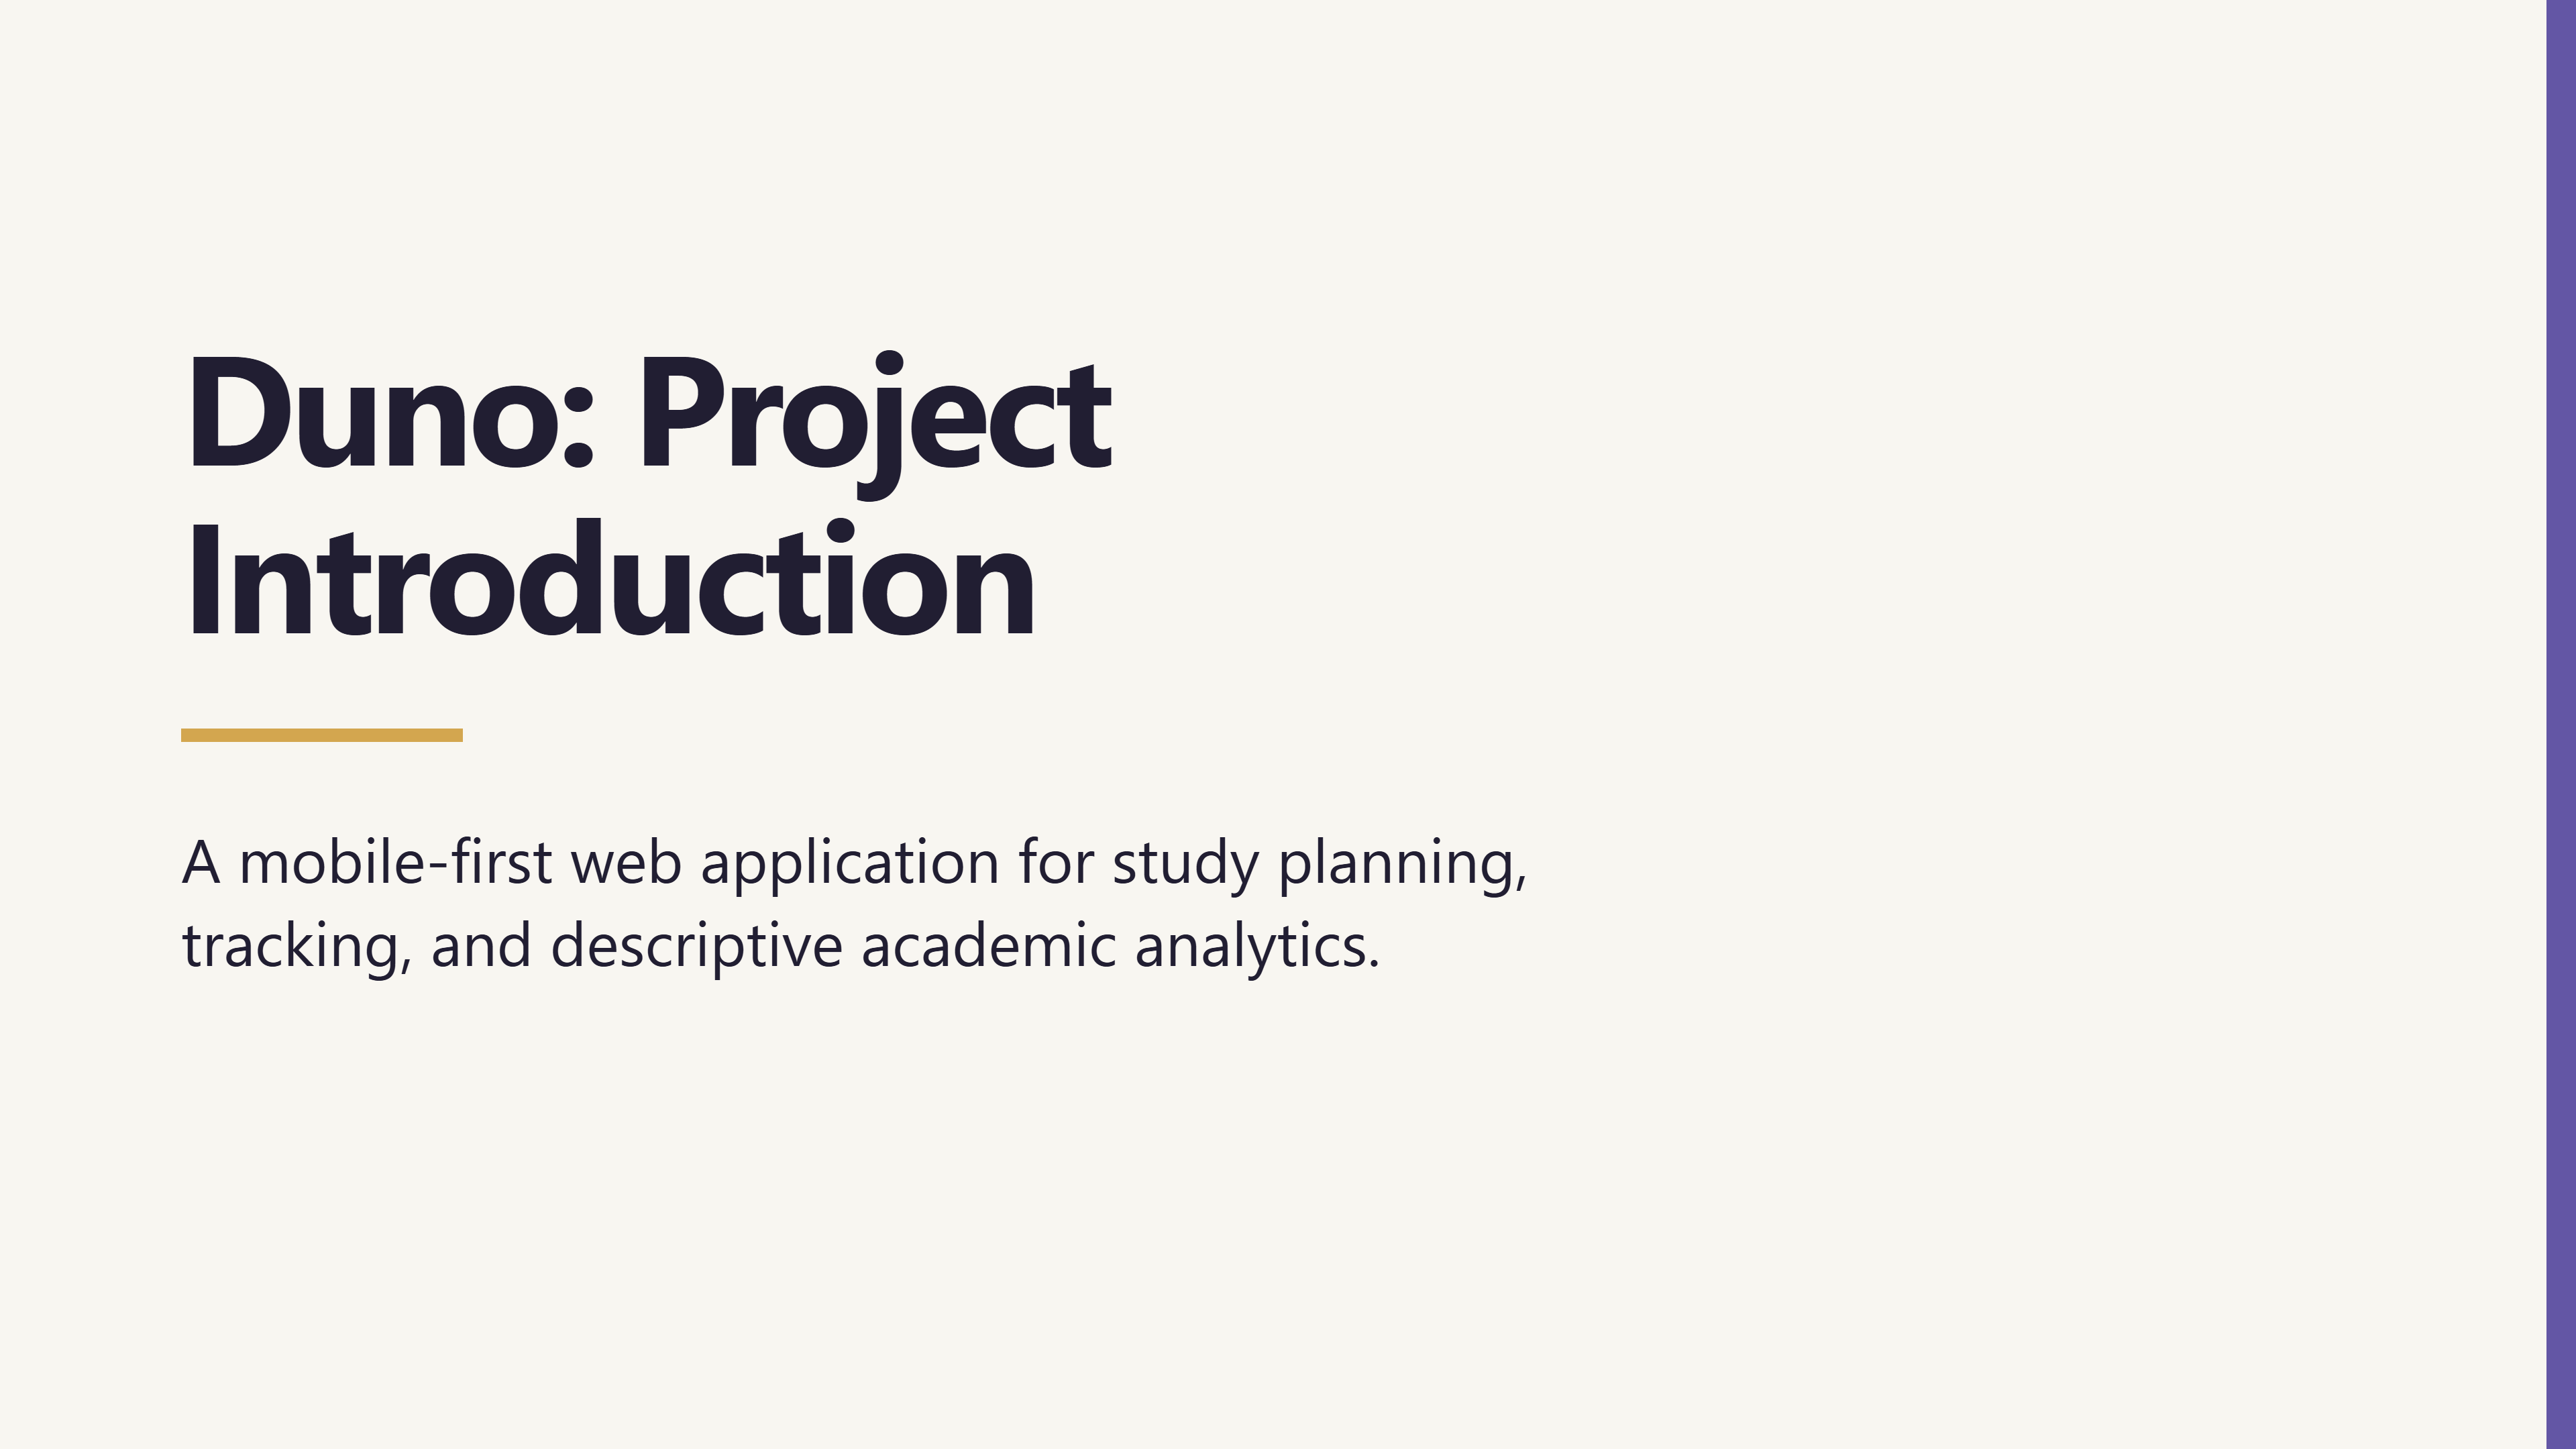 Duno: Project
Introduction
A mobile-first web application for study planning,
tracking, and descriptive academic analytics.